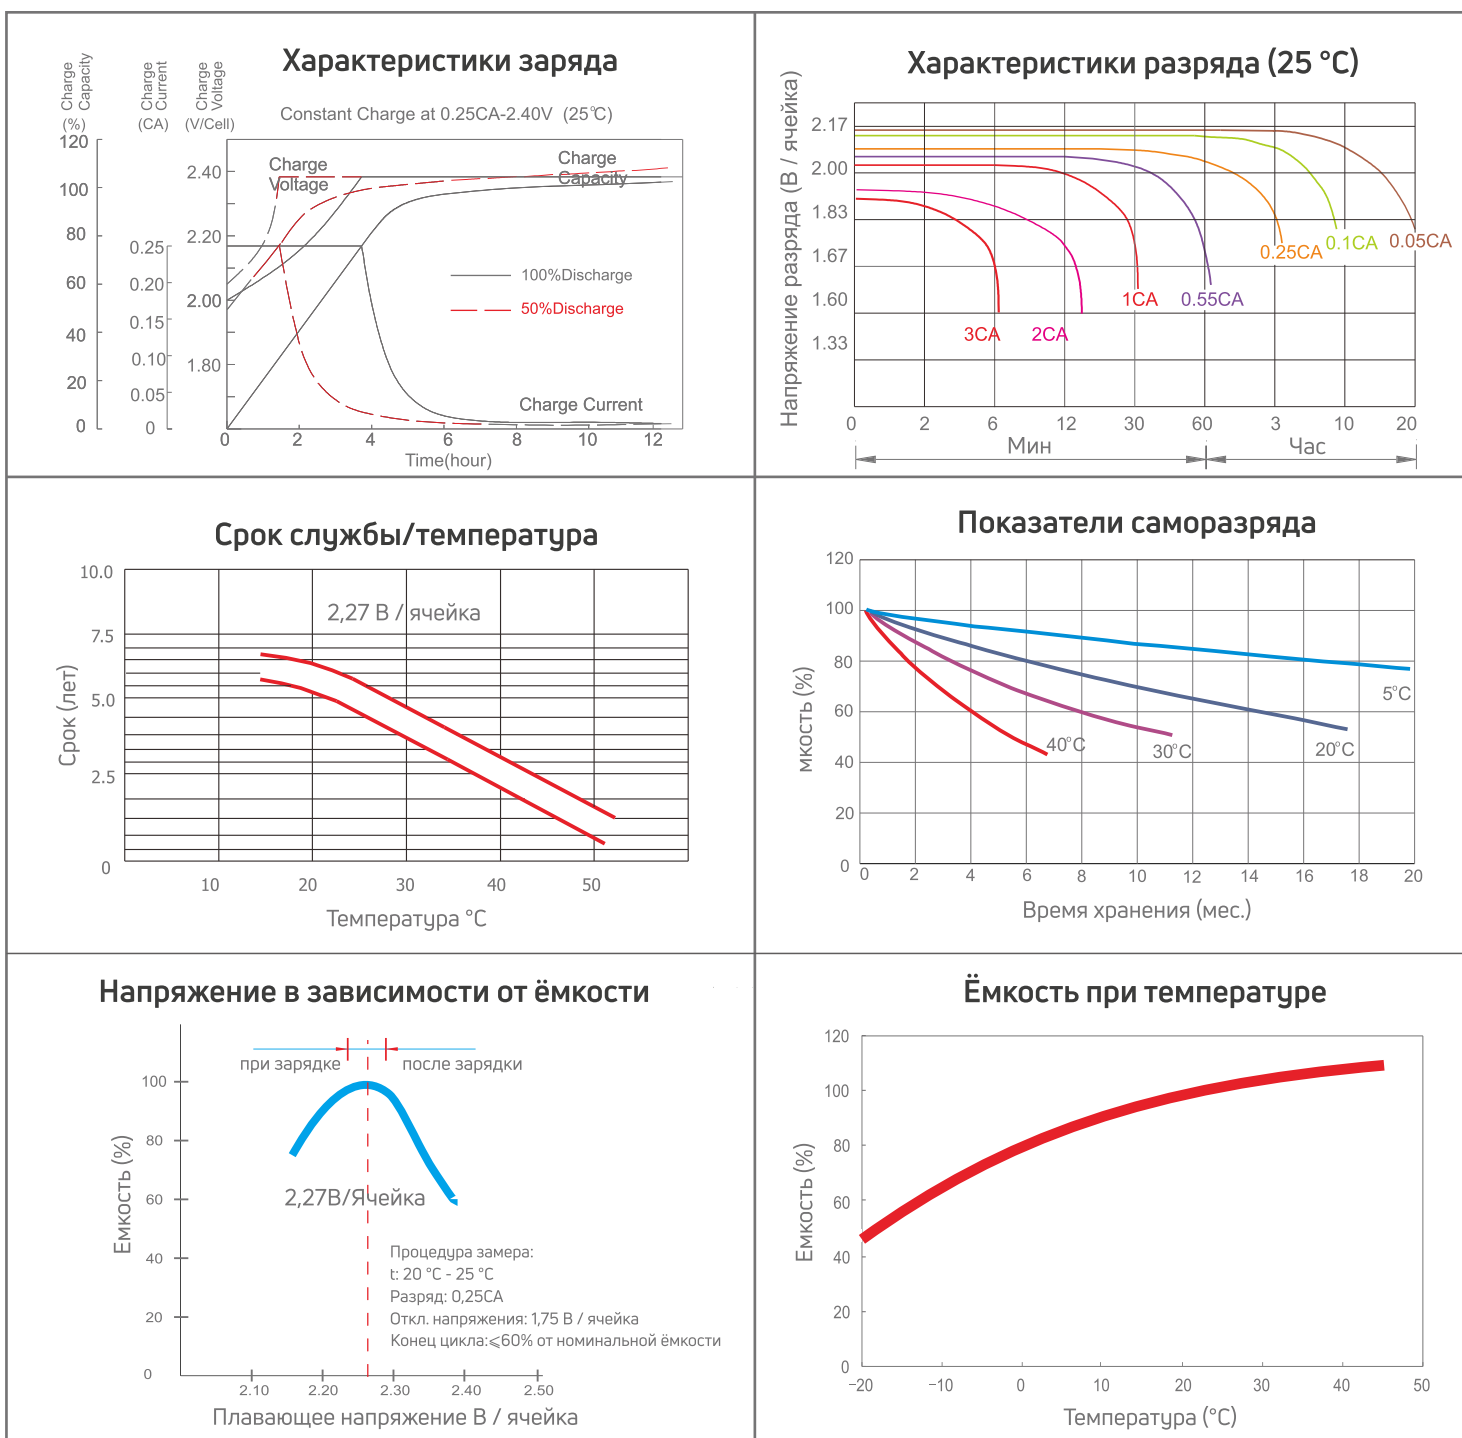 Характеристики заряда
Charge Capacity
(%)
Charge Current
(CA)
Charge Voltage
(V/Cell)
Constant Charge at 0.25CA-2.40V (25°C)
120
100
80
60
40
20
0
0.25
0.20
0.15
0.10
0.05
0
2.40
2.20
2.00
1.80
Charge
Voltage
Charge
Capacity
100%Discharge
50%Discharge
Charge Current
0 2 4 6 8 10 12
Time(hour)
Характеристики разряда (25 °C)
Напряжение разряда (В / ячейка)
2.17
2.00
1.83
1.67
1.60
1.33
3CA
2CA
1CA
0.55CA
0.25CA
0.1CA
0.05CA
0 2 6 12 30 60 3 10 20
Мин
Час
Срок службы/температура
Срок (лет)
10.0
7.5
5.0
2.5
0
2,27 В / ячейка
10 20 30 40 50
Температура °C
Показатели саморазряда
мкость (%)
120
100
80
60
40
20
0
5°C
40°C
30°C
20°C
0 2 4 6 8 10 12 14 16 18 20
Время хранения (мес.)
Напряжение в зависимости от ёмкости
при зарядке
после зарядки
Емкость (%)
100
80
60
40
20
0
2,27В/Ячейка
Процедура замера:
t: 20 °C - 25 °C
Разряд: 0,25CA
Откл. напряжения: 1,75 В / ячейка
Конец цикла:⩽60% от номинальной ёмкости
2.10 2.20 2.30 2.40 2.50
Плавающее напряжение В / ячейка
Ёмкость при температуре
Емкость (%)
120
100
80
60
40
20
0
−20 −10 0 10 20 30 40 50
Температура (°C)